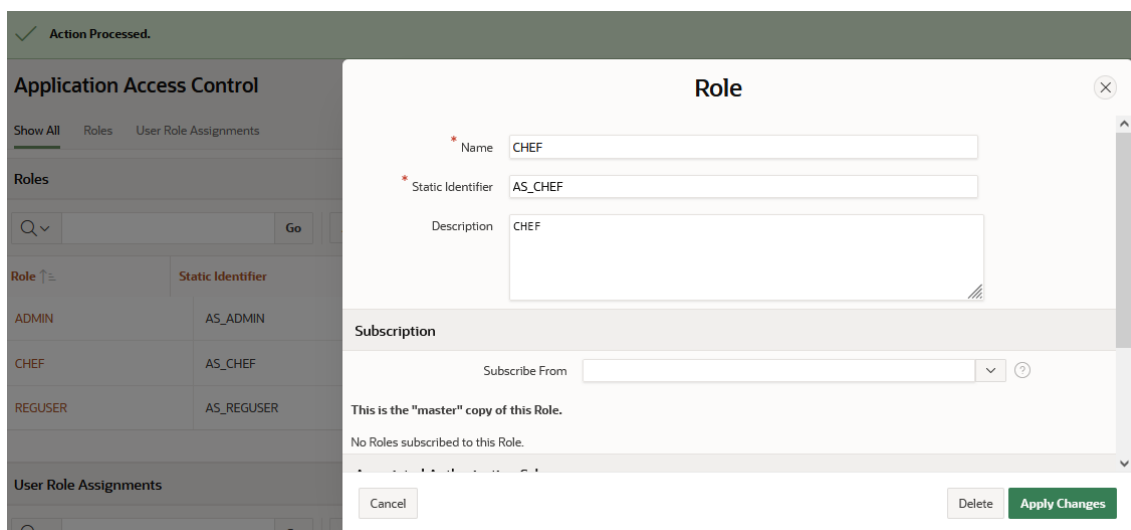 Action Processed.
Application Access Control
Show All Roles User Role Assignments
Roles
Go
Role Static Identifier
ADMIN AS_ADMIN
CHEF AS_CHEF
REGUSER AS_REGUSER
User Role Assignments
Role
* Name CHEF
* Static Identifier AS_CHEF
Description CHEF
Subscription
Subscribe From
This is the "master" copy of this Role.
No Roles subscribed to this Role.
Cancel Delete Apply Changes